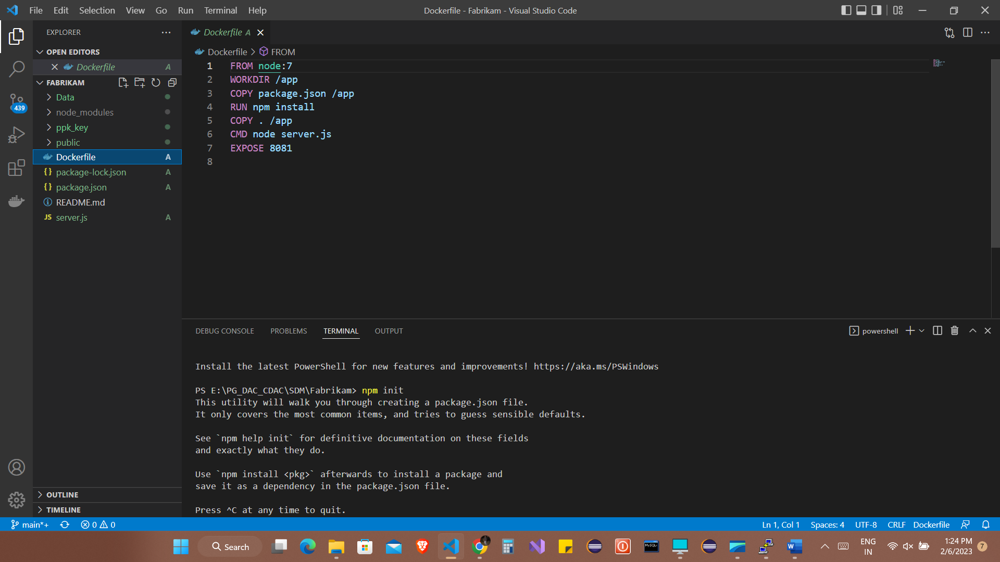 File Edit Selection View Go Run Terminal Help
Dockerfile - Fabrikam - Visual Studio Code
EXPLORER
OPEN EDITORS
Dockerfile A
FABRIKAM
Data
node_modules
ppk_key
public
Dockerfile A
package-lock.json A
package.json A
README.md
JS server.js A
OUTLINE
TIMELINE
439
Dockerfile A
Dockerfile > FROM
1 FROM node:7
2 WORKDIR /app
3 COPY package.json /app
4 RUN npm install
5 COPY . /app
6 CMD node server.js
7 EXPOSE 8081
8
DEBUG CONSOLE PROBLEMS TERMINAL OUTPUT
powershell
Install the latest PowerShell for new features and improvements! https://aka.ms/PSWindows
PS E:\PG_DAC_CDAC\SDM\Fabrikam> npm init
This utility will walk you through creating a package.json file.
It only covers the most common items, and tries to guess sensible defaults.
See `npm help init` for definitive documentation on these fields
and exactly what they do.
Use `npm install <pkg>` afterwards to install a package and
save it as a dependency in the package.json file.
Press ^C at any time to quit.
main*+ 0 0
Ln 1, Col 1 Spaces: 4 UTF-8 CRLF Dockerfile
Search
MySQL
W
ENG
IN
1:24 PM
2/6/2023
7